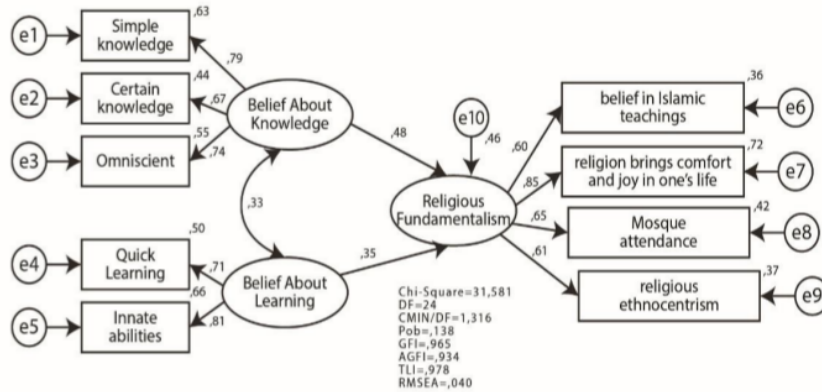 e1
Simple
knowledge
,63
,79
e2
Certain
knowledge
,44
,67
e3
Omniscient
,55
,74
Belief About
Knowledge
,33
e4
Quick
Learning
,50
,71
e5
Innate
abilities
,66
,81
Belief About
Learning
,48
,35
e10
,46
Religious
Fundamentalism
,60
,85
,65
,61
belief in Islamic
teachings
,36
e6
religion brings comfort
and joy in one's life
,72
e7
Mosque
attendance
,42
e8
religious
ethnocentrism
,37
e9
Chi-Square=31,581
DF=24
CMIN/DF=1,316
Pob=,138
GFI=,965
AGFI=,934
TLI=,978
RMSEA=,040